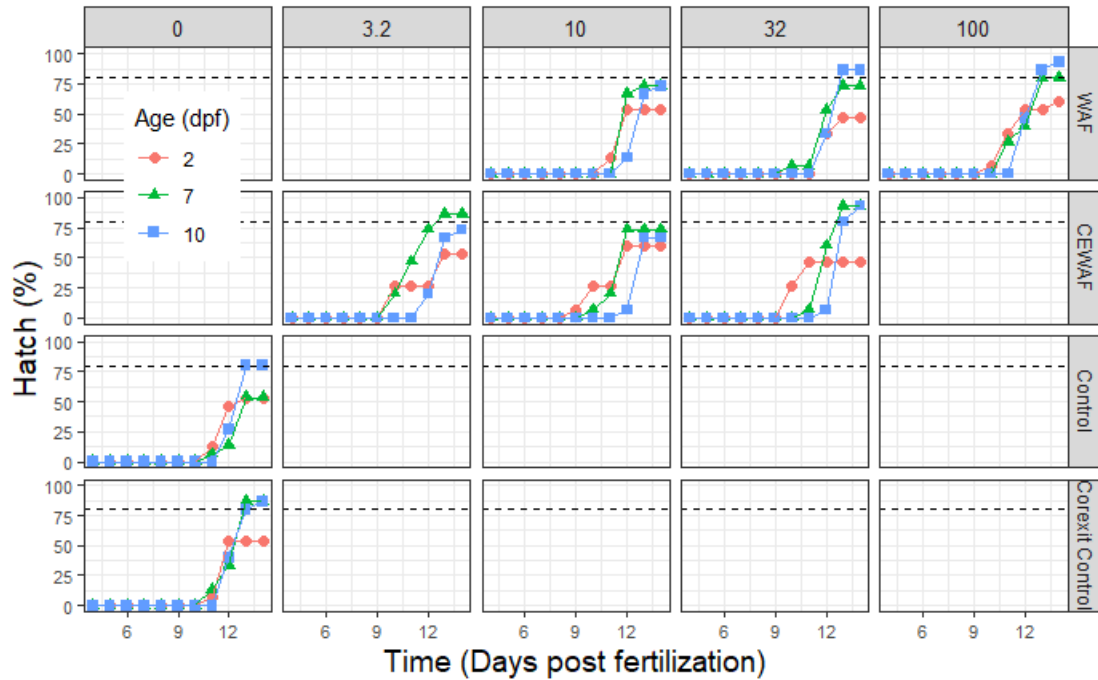 0 3.2 10 32 100
100
75
50
25
0
WAF
Age (dpf)
2
7
10
100
75
50
25
0
CEWAF
Hatch (%)
100
75
50
25
0
Control
100
75
50
25
0
Corexit Control
6 9 12 6 9 12 6 9 12 6 9 12 6 9 12
Time (Days post fertilization)